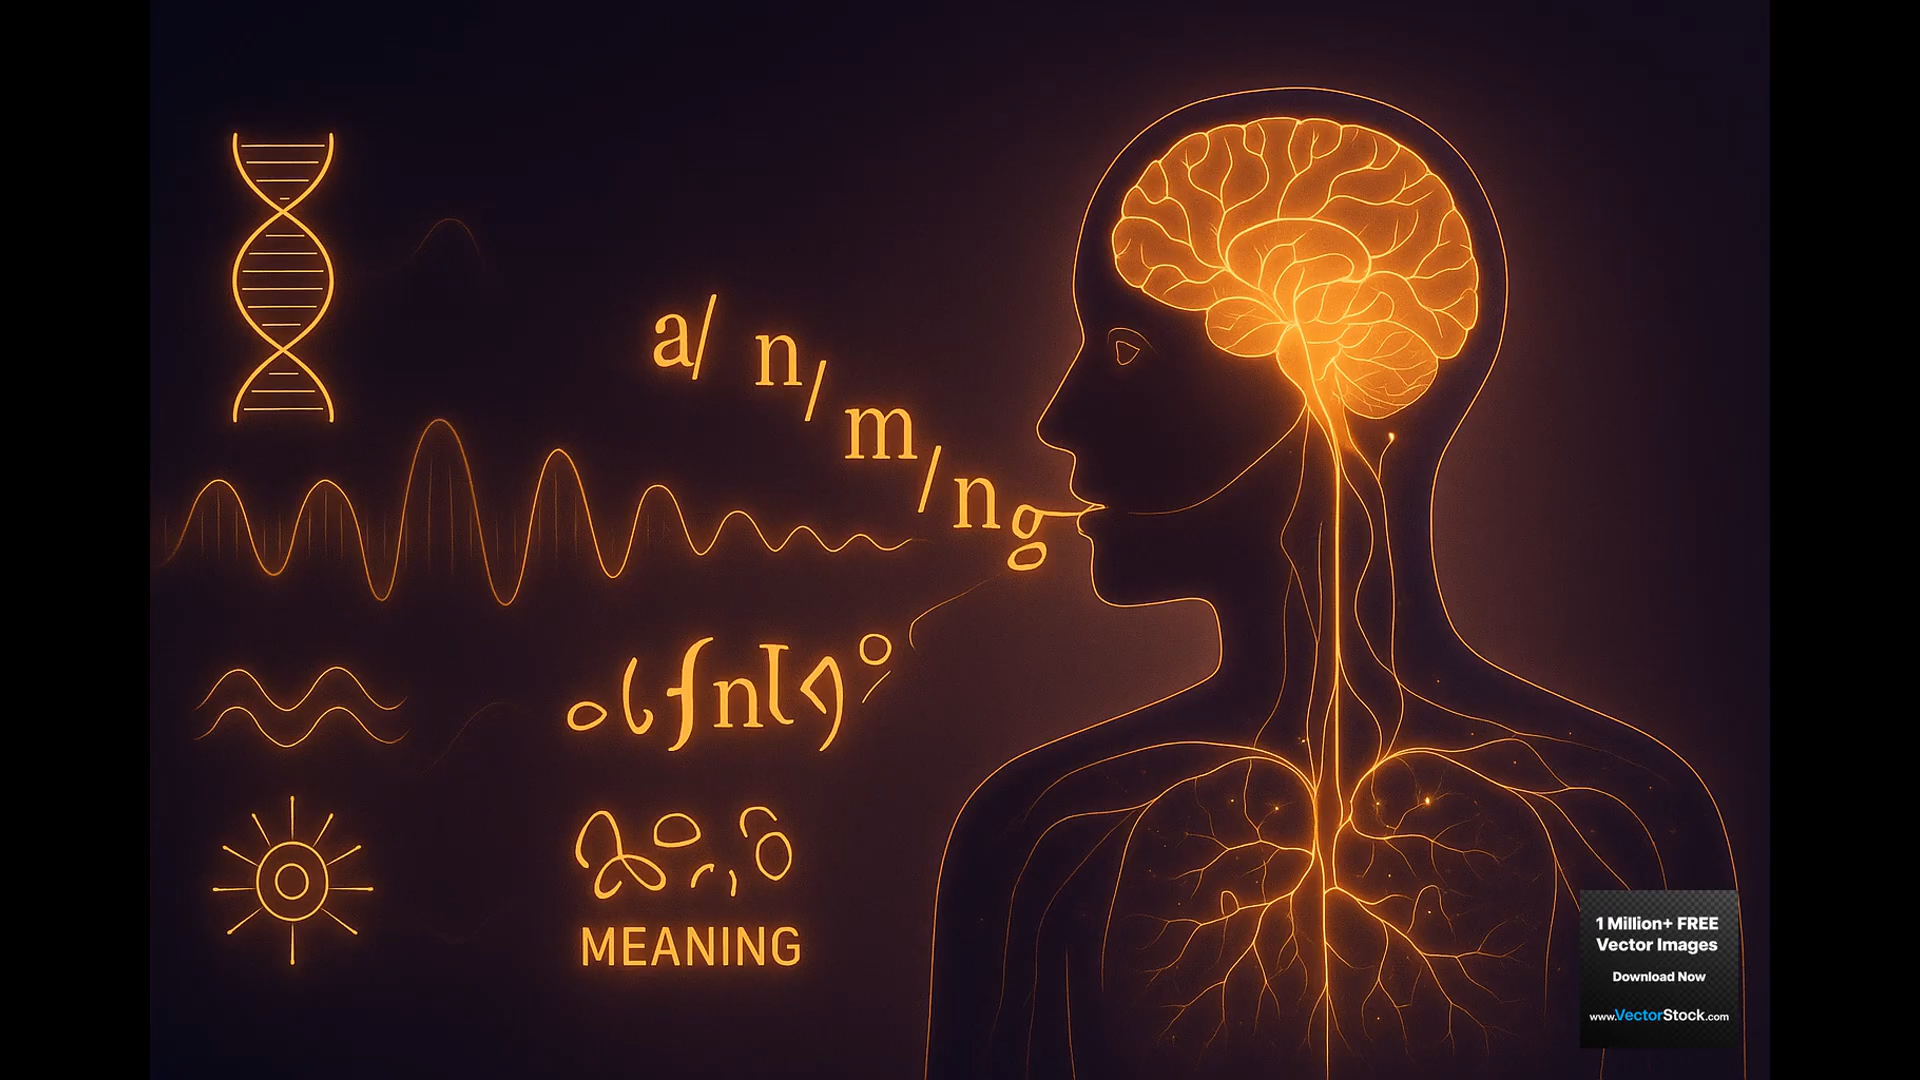 a/ n/ m/ ng
MEANING
1 Million+ FREE
Vector Images
Download Now
www.VectorStock.com